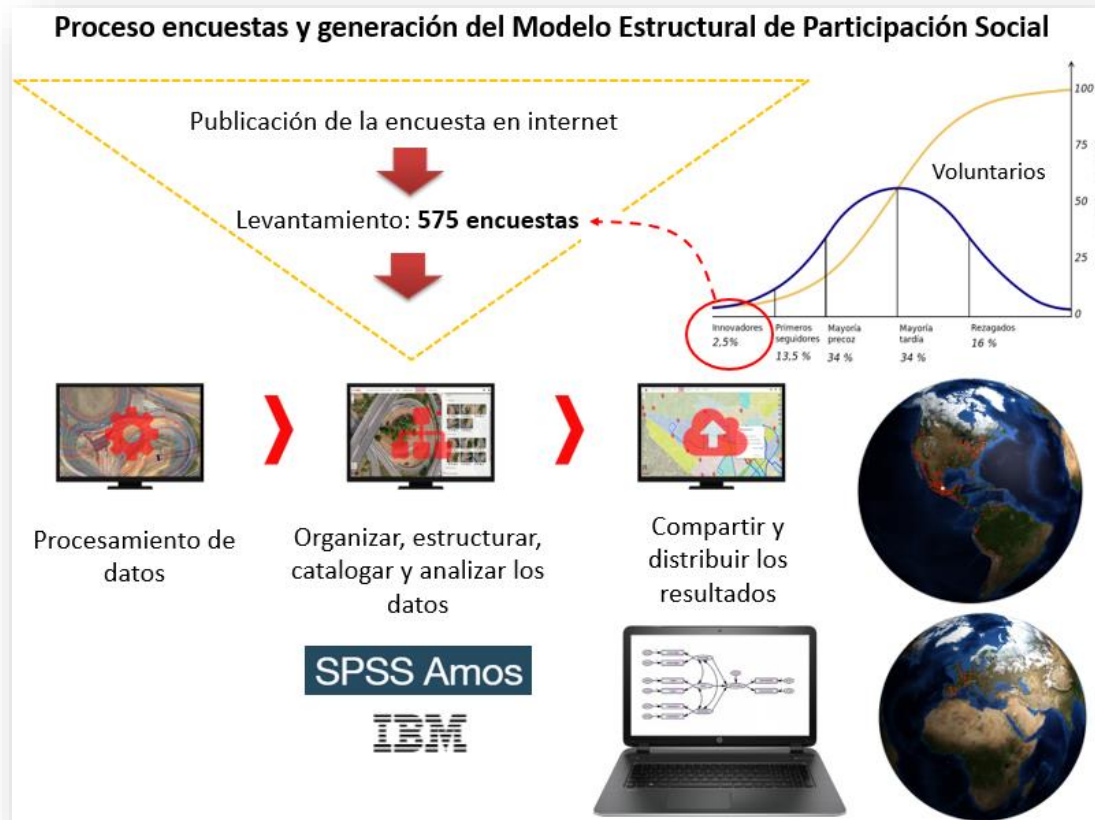 Proceso encuestas y generación del Modelo Estructural de Participación Social
Publicación de la encuesta en internet
Levantamiento: 575 encuestas
100
75
Voluntarios
50
25
0
Innovadores
2,5%
Primeros
seguidores
13,5 %
Mayoría
precoz
34 %
Mayoría
tardía
34 %
Rezagados
16 %
Procesamiento de
datos
Organizar, estructurar,
catalogar y analizar los
datos
Compartir y
distribuir los
resultados
SPSS Amos
IBM